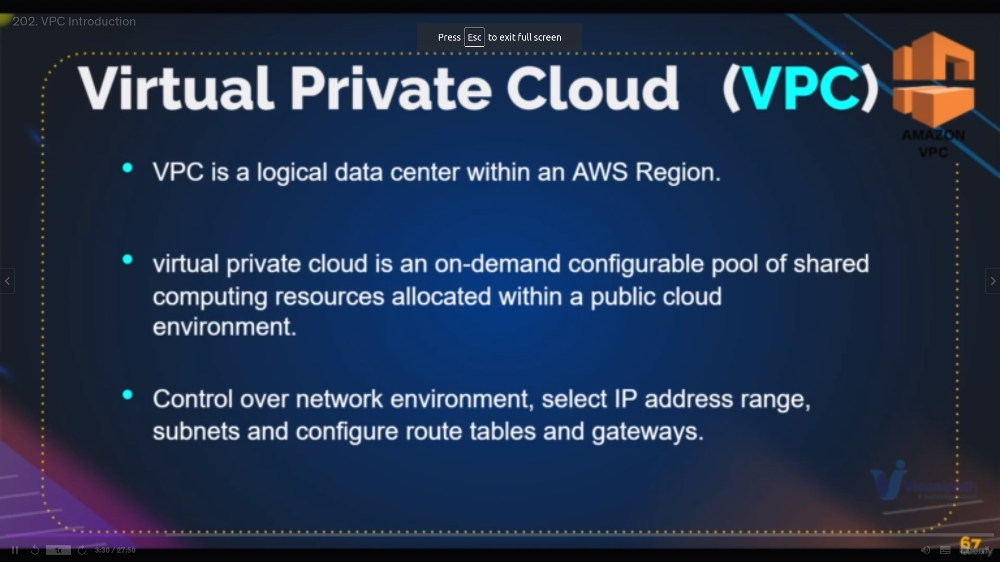 202. VPC Introduction
Press Esc to exit full screen
Virtual Private Cloud (VPC)
AMAZON
VPC
VPC is a logical data center within an AWS Region.
virtual private cloud is an on-demand configurable pool of shared
computing resources allocated within a public cloud
environment.
Control over network environment, select IP address range,
subnets and configure route tables and gateways.
67
1x
3:30 / 27:50